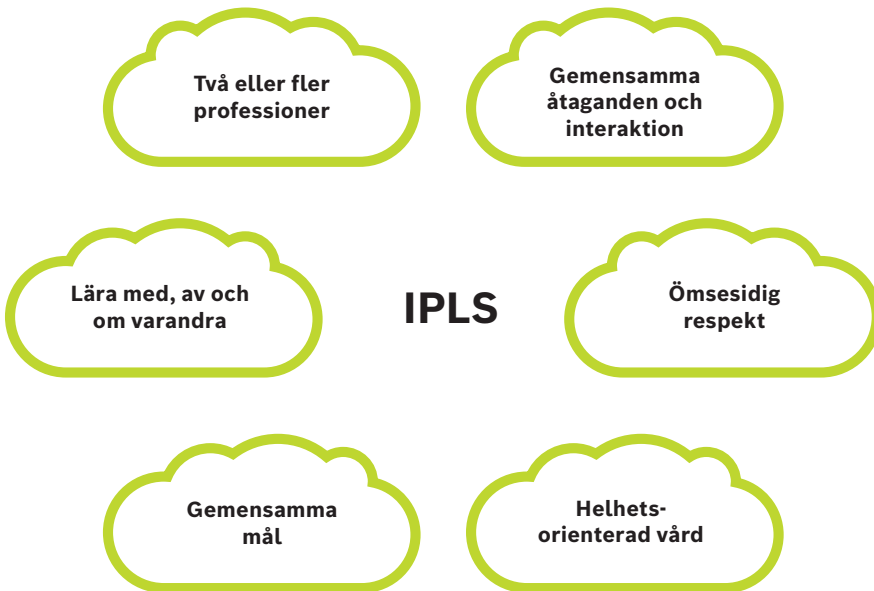 Två eller fler
professioner
Gemensamma
åtaganden och
interaktion
Lära med, av och
om varandra
IPLS
Ömsesidig
respekt
Gemensamma
mål
Helhets-
orienterad vård